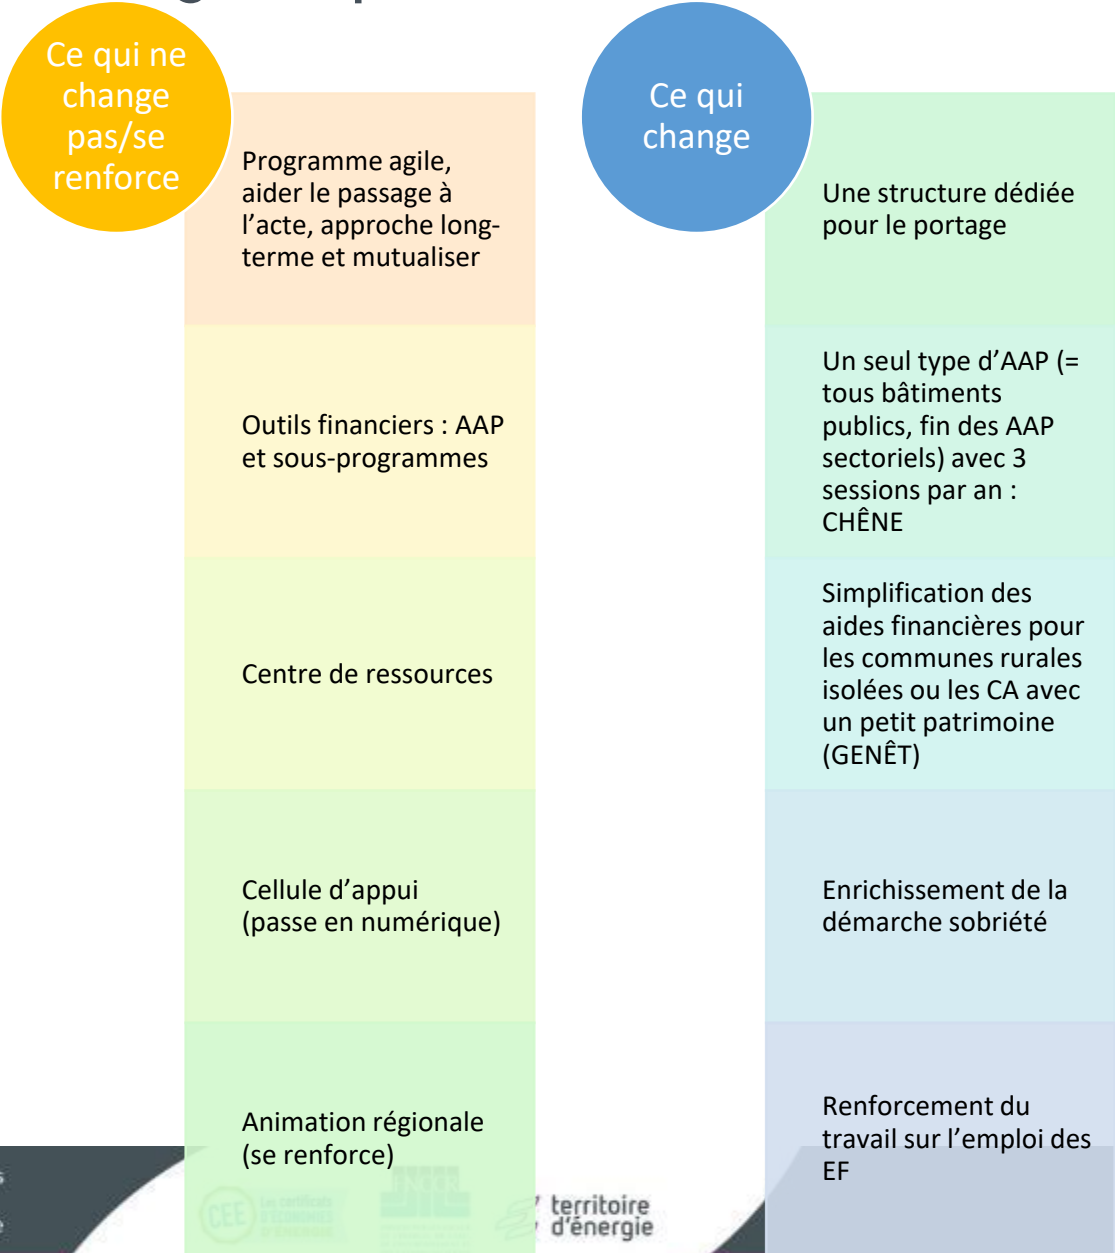 Ce qui ne
change
pas/se
renforce
Programme agile,
aider le passage à
l’acte, approche long-
terme et mutualiser
Outils financiers : AAP
et sous-programmes
Centre de ressources
Cellule d’appui
(passe en numérique)
Animation régionale
(se renforce)
Ce qui
change
Une structure dédiée
pour le portage
Un seul type d’AAP (=
tous bâtiments
publics, fin des AAP
sectoriels) avec 3
sessions par an :
CHÊNE
Simplification des
aides financières pour
les communes rurales
isolées ou les CA avec
un petit patrimoine
(GENÊT)
Enrichissement de la
démarche sobriété
Renforcement du
travail sur l’emploi des
EF
CEE
territoire
d'énergie